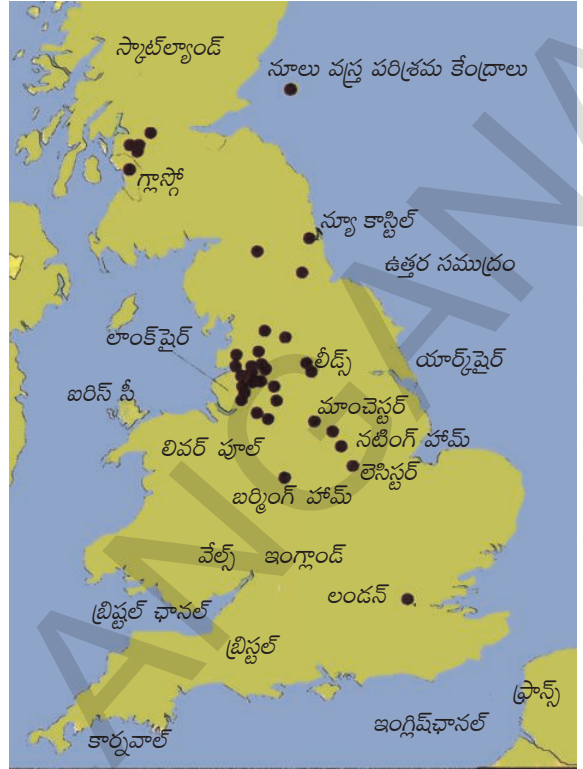 స్కాట్‌ల్యాండ్
నూలు వస్త్ర పరిశ్రమ కేంద్రాలు
గ్లాస్గో
న్యూ కాస్టిల్
ఉత్తర సముద్రం
లాంక్‌షైర్
లీడ్స్
యార్క్‌షైర్
ఐరిస్ సీ
మాంచెస్టర్
లివర్ పూల్
నటింగ్ హామ్
లెసిస్టర్
బర్మింగ్ హామ్
వేల్స్ ఇంగ్లాండ్
లండన్
బ్రిష్టల్ ఛానల్
బ్రిస్టల్
ఫ్రాన్స్
ఇంగ్లిష్‌ఛానల్
కార్నవాల్